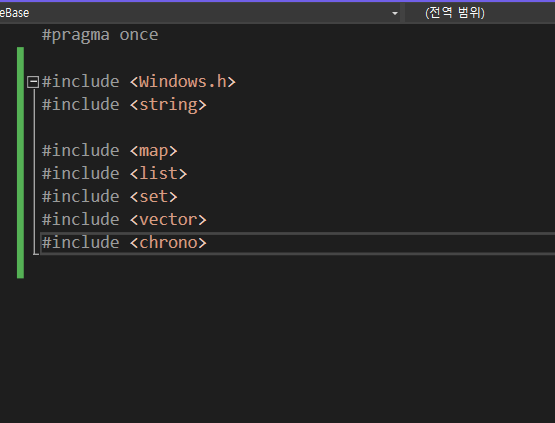 eBase
(전역 범위)
#pragma once
#include <Windows.h>
#include <string>
#include <map>
#include <list>
#include <set>
#include <vector>
#include <chrono>